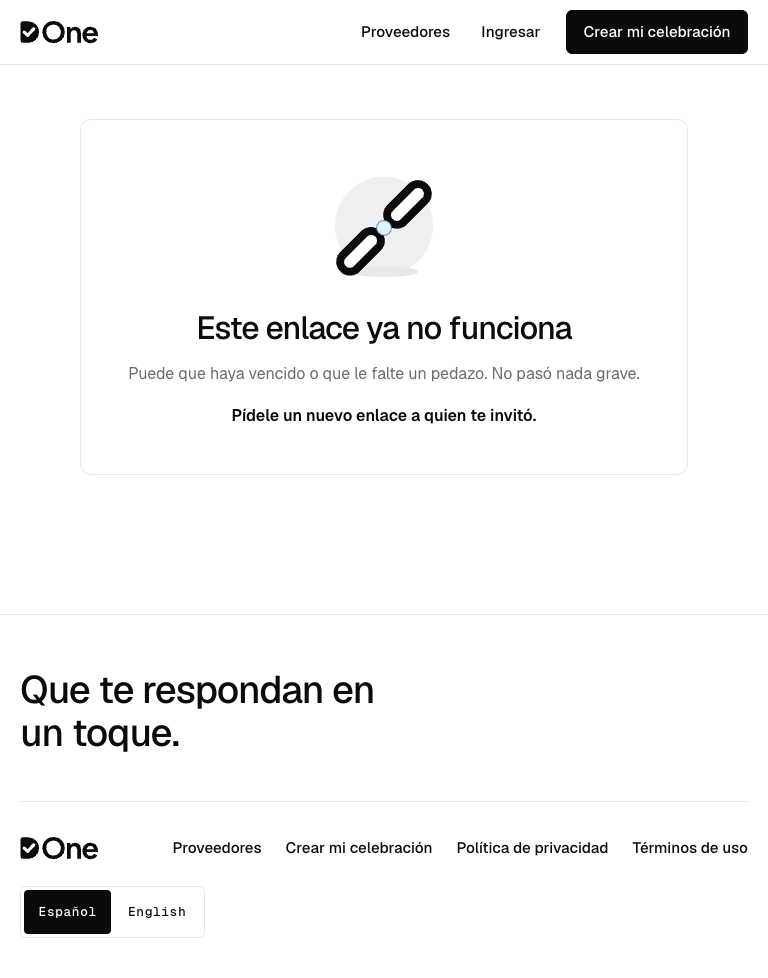 One
Proveedores
Ingresar
Crear mi celebración
Este enlace ya no funciona
Puede que haya vencido o que le falte un pedazo. No pasó nada grave.
Pídele un nuevo enlace a quien te invitó.
Que te respondan en
un toque.
One
Proveedores
Crear mi celebración
Política de privacidad
Términos de uso
Español
English